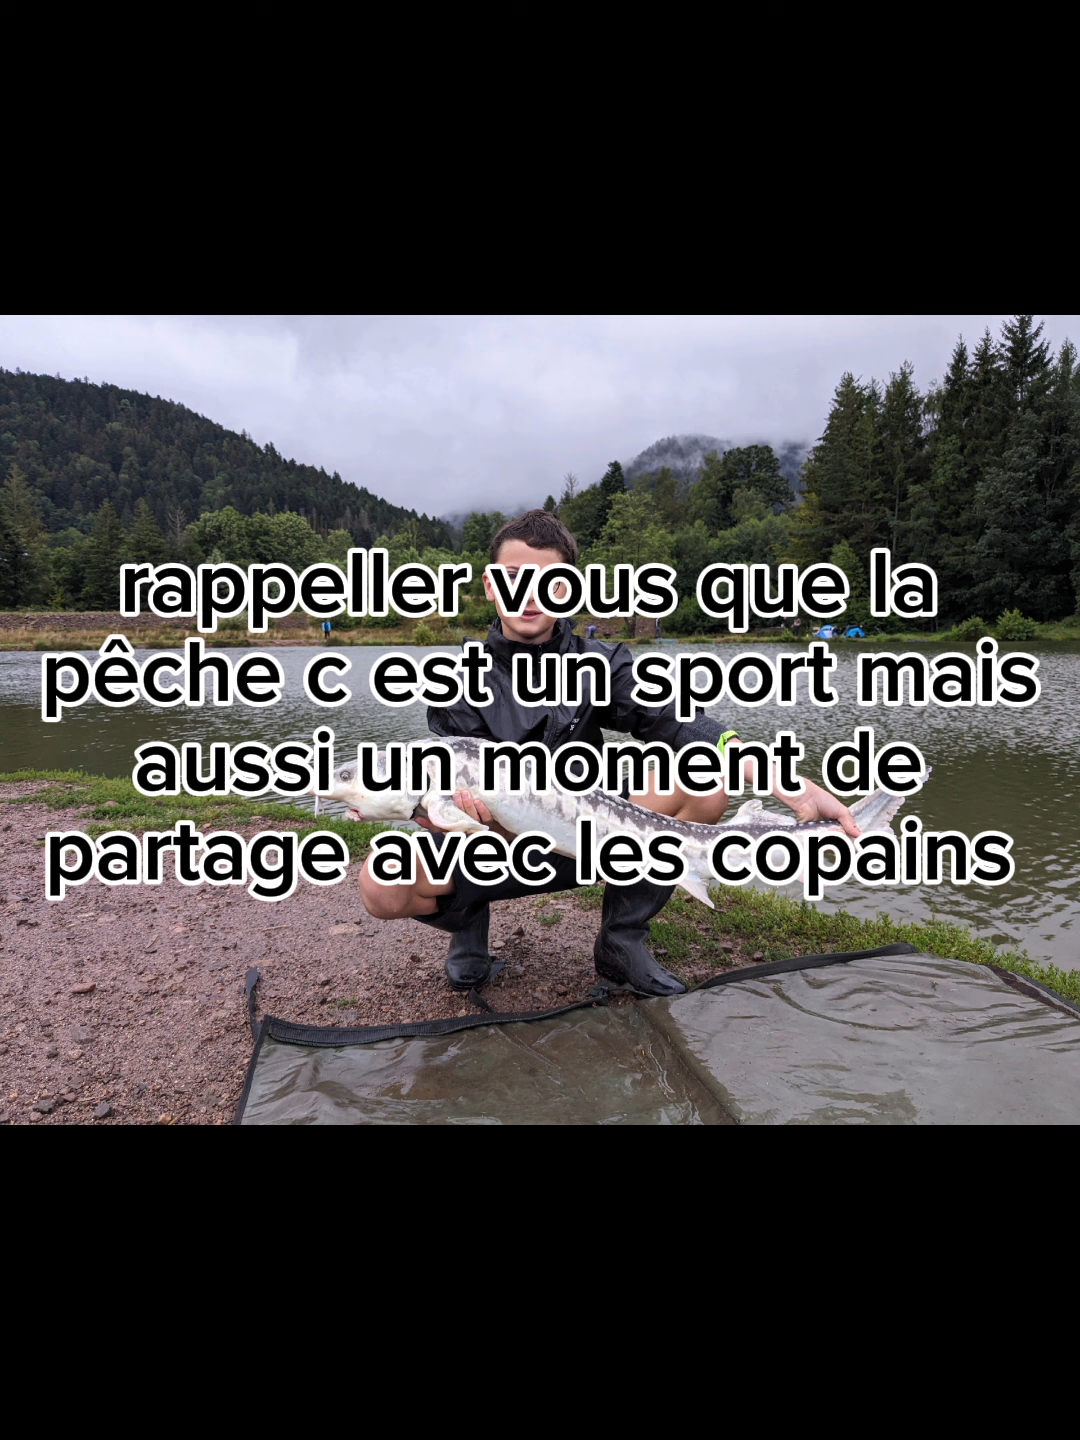 rappeller vous que la
pêche c est un sport mais
aussi un moment de
partage avec les copains